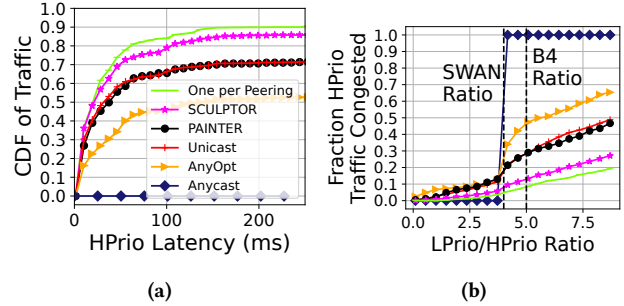 CDF of Traffic
1.0
0.9
0.8
0.7
0.6
0.5
0.4
0.3
0.2
0.1
0.0
One per Peering
SCULPTOR
PAINTER
Unicast
AnyOpt
Anycast
0
100
200
HPrio Latency (ms)
(a)
Fraction HPrio
Traffic Congested
1.0
0.9
0.8
0.7
0.6
0.5
0.4
0.3
0.2
0.1
0.0
SWAN
Ratio
B4
Ratio
0.0
2.5
5.0
7.5
LPrio/HPrio Ratio
(b)